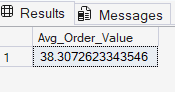 Results Messages
Avg_Order_Value
1 38.3072623343546